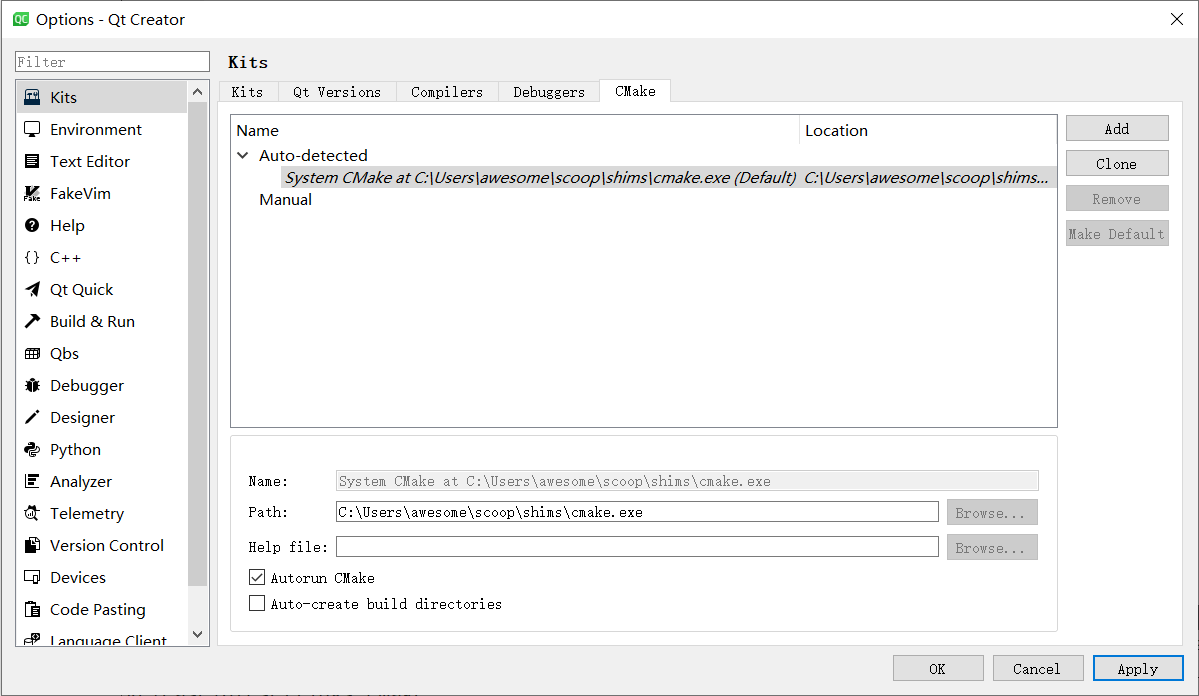 Options - Qt Creator
Filter
Kits
Environment
Text Editor
FakeVim
Help
C++
Qt Quick
Build & Run
Qbs
Debugger
Designer
Python
Analyzer
Telemetry
Version Control
Devices
Code Pasting
Language Client
Kits
Kits Qt Versions Compilers Debuggers CMake
Name Location
Auto-detected
System CMake at C:\Users\awesome\scoop\shims\cmake.exe (Default) C:\Users\awesome\scoop\shims...
Manual
Add
Clone
Remove
Make Default
Name: System CMake at C:\Users\awesome\scoop\shims\cmake.exe
Path: C:\Users\awesome\scoop\shims\cmake.exe Browse...
Help file: Browse...
Autorun CMake
Auto-create build directories
OK Cancel Apply